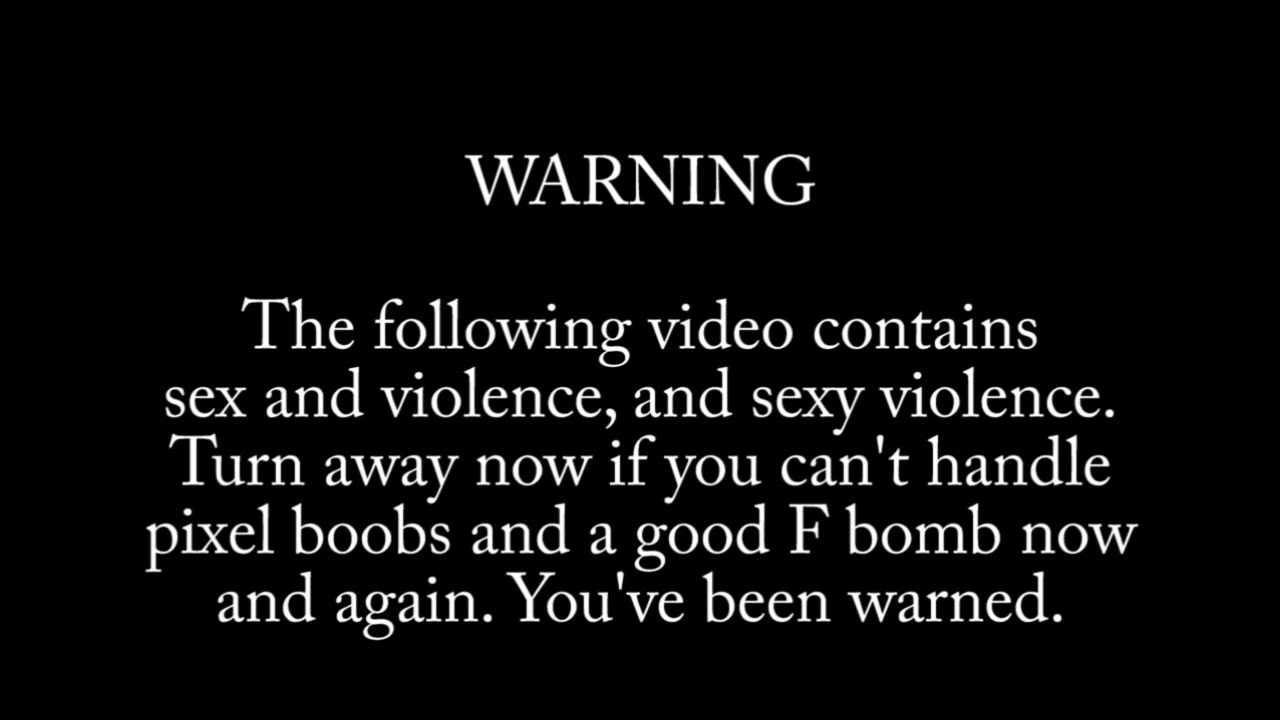 WARNING
The following video contains
sex and violence, and sexy violence.
Turn away now if you can't handle
pixel boobs and a good F bomb now
and again. You've been warned.